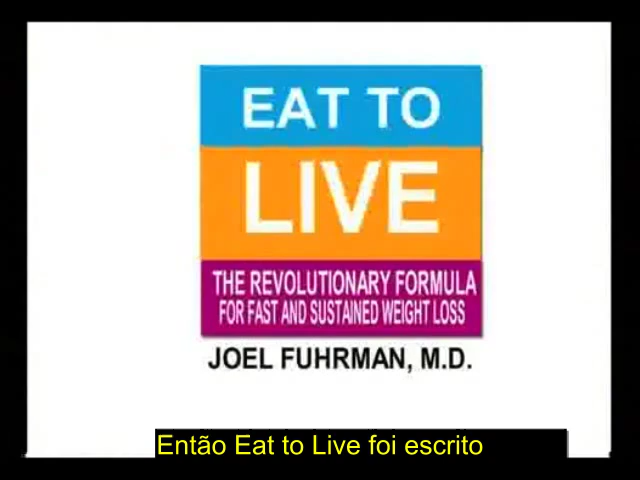 EAT TO
LIVE
THE REVOLUTIONARY FORMULA
FOR FAST AND SUSTAINED WEIGHT LOSS
JOEL FUHRMAN, M.D.
Então Eat to Live foi escrito